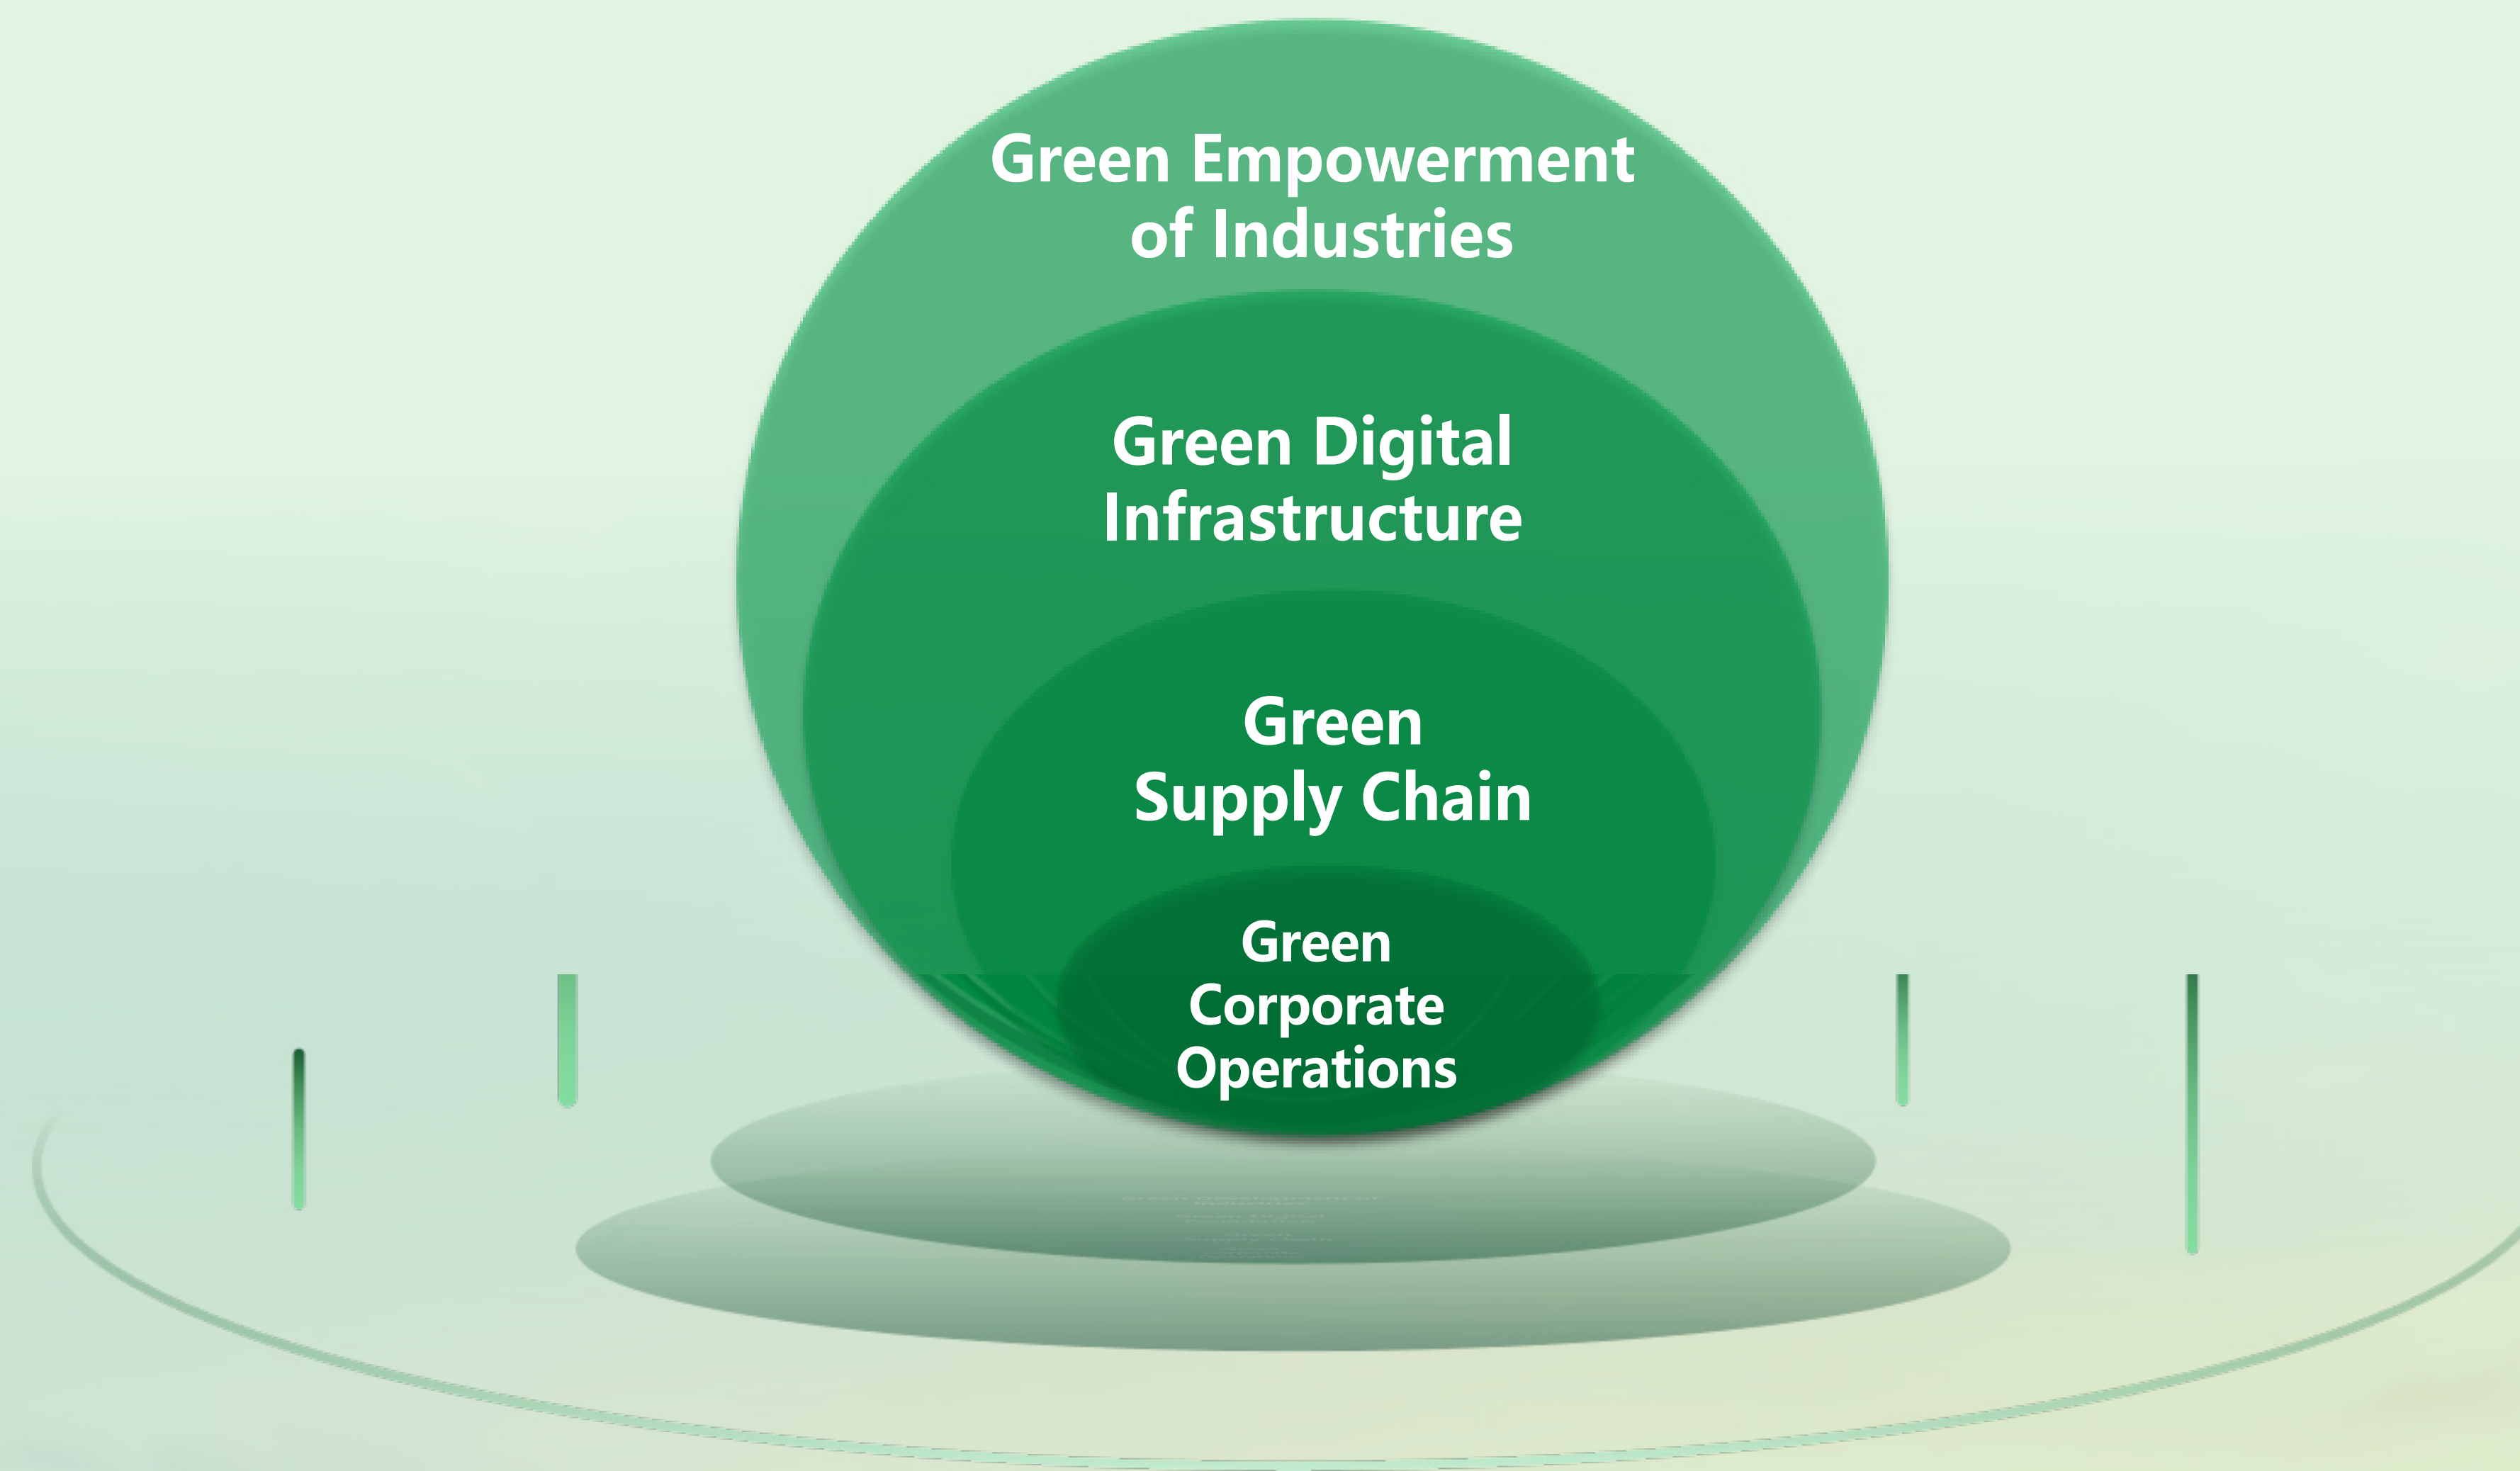 Green Empowerment
of Industries
Green Digital
Infrastructure
Green
Supply Chain
Green
Corporate
Operations